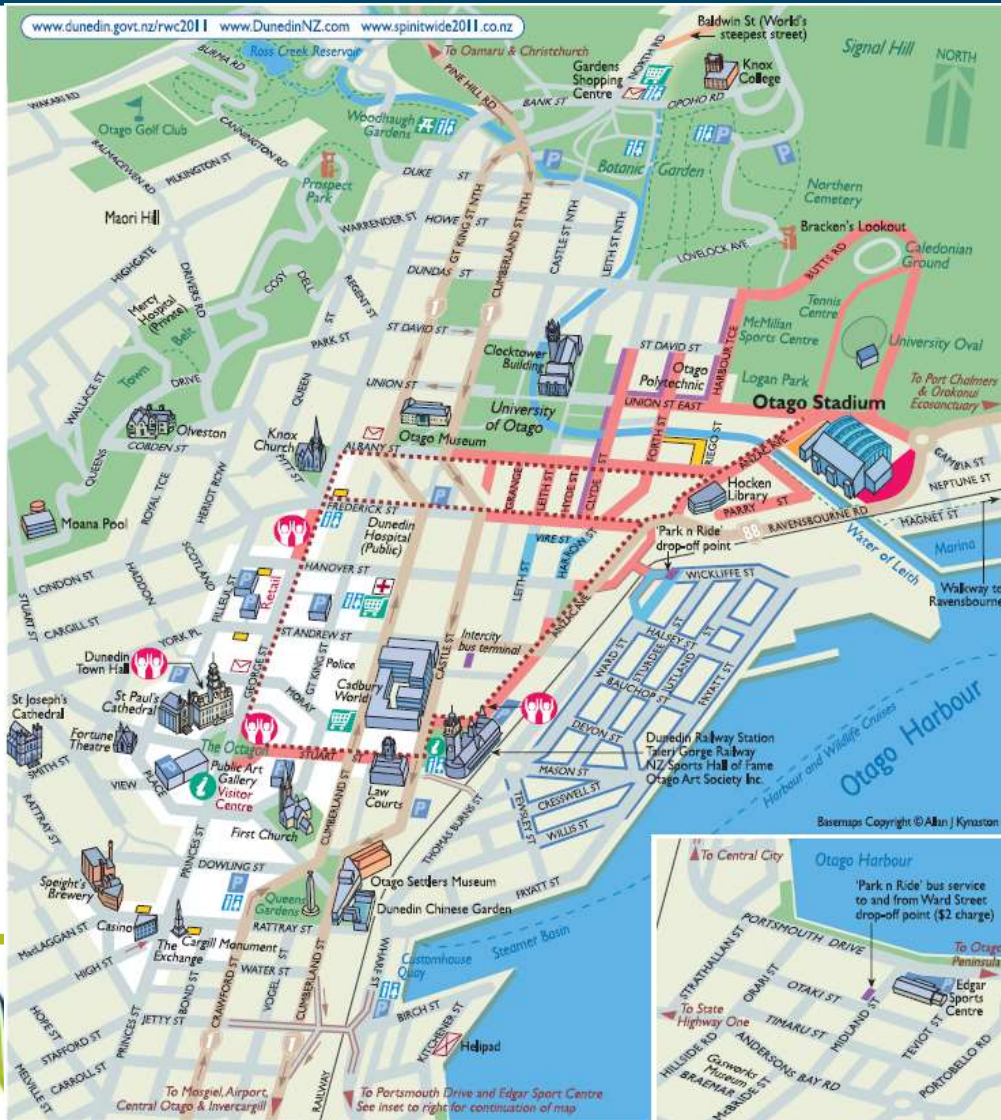 www.dunedin.govt.nz/rwc2011 www.DunedinNZ.com www.spinitwide2011.co.nz
Baldwin St (World's
steepest street)
Signal Hill
NORTH
Ross Creek Reservoir
To Oamaru & Christchurch
BURMA RD
PINE HILL RD
NORTH RD
Gardens
Shopping
Centre
Knox
College
WAKARI RD
BANK ST
OPOHO RD
Otago Golf Club
CANNINGTON RD
Woodhaugh
Gardens
BALMACEWEN RD
PILKINGTON ST
Botanic Garden
Prospect
Park
DUKE ST
Northern
Cemetery
Maori Hill
WARRENDER ST
HOWE ST
GT KING ST NTH
CUMBERLAND ST NTH
CASTLE ST NTH
LEITH ST NTH
LOVELOCK AVE
Bracken's Lookout
HIGHGATE
DRIVERS RD
COSY
DELL
REGENT ST
DUNDAS ST
BUTTS RD
Caledonian
Ground
Mercy
Hospital
(Private)
1
Tennis
Centre
Belt
PARK ST
ST DAVID ST
Clocktower
Building
ST DAVID ST
HARBOUR TCE
McMillan
Sports Centre
University Oval
Town
WALLACE ST
DRIVE
QUEEN ST
UNION ST
Otago
Polytechnic
Logan Park
To Port Chalmers
& Orokonui
Ecosanctuary
Olveston
University
of Otago
UNION ST EAST
Otago Stadium
QUEENS
COBDEN ST
Knox
Church
PITT ST
Otago Museum
ALBANY ST
FORTH ST
RIEGO ST
ANZAC AVE
GAMBIA ST
ROYAL TCE
HERIOT ROW
GRANGE
LEITH ST
HYDE ST
CLYDE ST
Hocken
Library
NEPTUNE ST
Moana Pool
FREDERICK ST
PARRY ST
88
RAVENSBOURNE RD
MAGNET ST
Dunedin
Hospital
(Public)
VIRE ST
HARROW ST
'Park n Ride'
drop-off point
Water of Leith
Marina
LONDON ST
SCOTLAND
HANOVER ST
LEITH ST
WICKLIFFE ST
Walkway to
Ravensbourne
STUART ST
HADDON
FILLEUL ST
Retail
CARGILL ST
YORK PL
ST ANDREW ST
CASTLE ST
Intercity
bus terminal
ANZAC AVE
WARD ST
HALSEY ST
STURDEE ST
JUTLAND ST
FRYATT ST
BAUCHOP ST
Dunedin
Town Hall
GEORGE ST
GT KING ST
Police
MORAY
Cadbury
World
St Joseph's
Cathedral
St Paul's
Cathedral
DEVON ST
Harbour and Wildlife Cruises
Otago Harbour
Fortune
Theatre
The Octagon
STUART ST
Dunedin Railway Station
Taieri Gorge Railway
NZ Sports Hall of Fame
Otago Art Society Inc.
SMITH ST
VIEW
PLACE
Public Art
Gallery
Visitor
Centre
Law
Courts
MASON ST
RATTRAY ST
First Church
CUMBERLAND ST
CRESSWELL ST
TEWSLEY ST
WILLIS ST
Basemaps Copyright © Allan J Kynaston
PRINCES ST
THOMAS BURNS ST
DOWLING ST
FRYATT ST
Speight's
Brewery
Queens
Gardens
Otago Settlers Museum
Dunedin Chinese Garden
RATTRAY ST
Casino
MacLAGGAN ST
Cargill Monument
The
Exchange
HIGH ST
Steamer Basin
Customhouse
Quay
WHARF ST
WATER ST
BOND ST
VOGEL ST
CRAWFORD ST
CUMBERLAND ST
BIRCH ST
HOPE ST
JETTY ST
PRINCES ST
KITCHENER ST
STAFFORD ST
Helipad
CARROLL ST
1
MELVILLE ST
RAILWAY
To Mosgiel, Airport,
Central Otago & Invercargill
To Portsmouth Drive and Edgar Sport Centre
See inset to right for continuation of map
To Central City
Otago Harbour
'Park n Ride' bus service
to and from Ward Street
drop-off point ($2 charge)
PORTSMOUTH DRIVE
STRATHALLAN ST
ORARI ST
OTAKI ST
To Otago
Peninsula
Edgar
Sports
Centre
To State
Highway One
TIMARU ST
MIDLAND ST
TEVIOT ST
HILLSIDE RD
ANDERSONS BAY RD
Gasworks
Museum
BRAEMAR
McBRIDE ST
PORTOBELLO RD